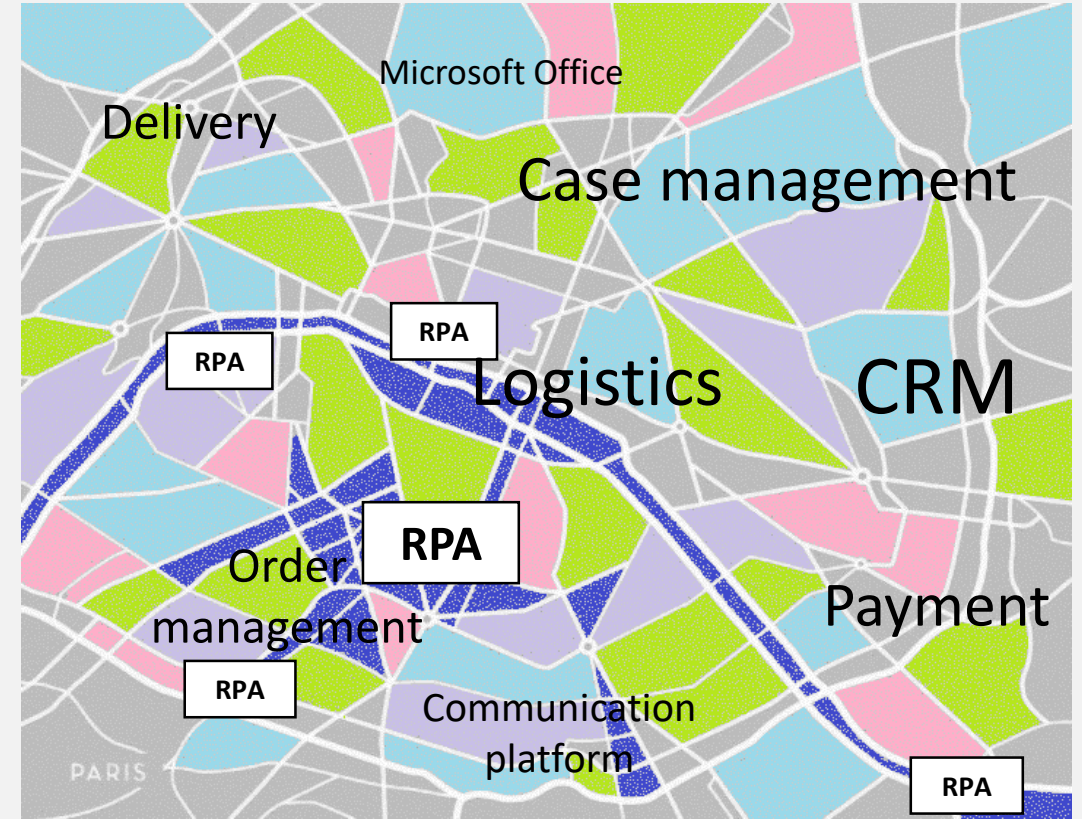 Microsoft Office
Delivery
Case management
RPA
RPA
Logistics
CRM
RPA
Order
management
Payment
RPA
Communication
platform
PARIS
RPA